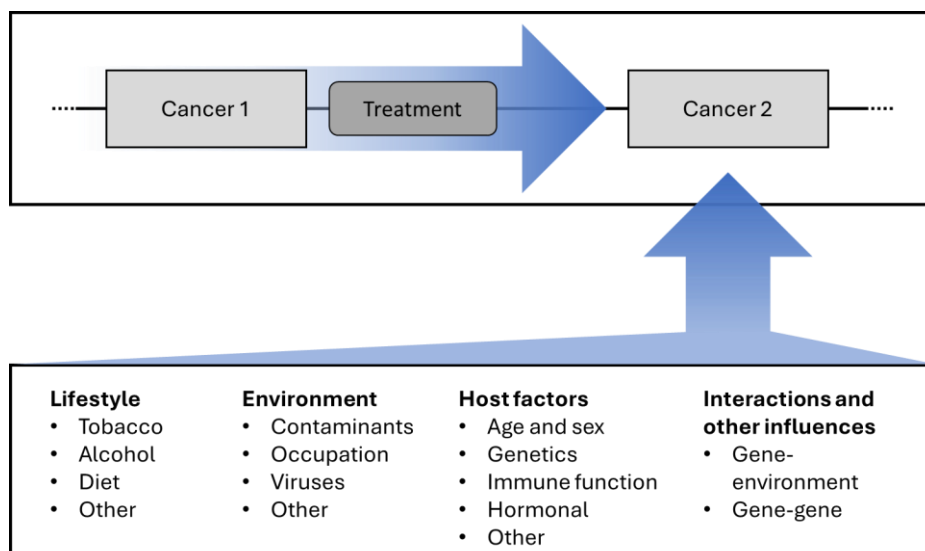 Cancer 1
Treatment
Cancer 2
Lifestyle
• Tobacco
• Alcohol
• Diet
• Other
Environment
• Contaminants
• Occupation
• Viruses
• Other
Host factors
• Age and sex
• Genetics
• Immune function
• Hormonal
• Other
Interactions and
other influences
• Gene-
environment
• Gene-gene